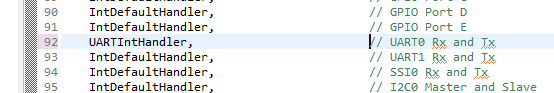 90 IntDefaultHandler, // GPIO Port D
91 IntDefaultHandler, // GPIO Port E
92 UARTIntHandler, // UART0 Rx and Tx
93 IntDefaultHandler, // UART1 Rx and Tx
94 IntDefaultHandler, // SSI0 Rx and Tx
95 IntDefaultHandler, // I2C0 Master and Slave